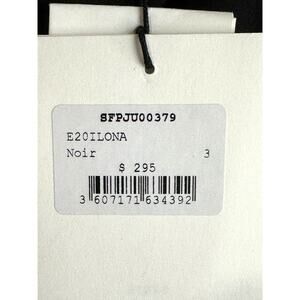 SFPJU00379
E20ILONA
Noir 3
$ 295
3 607171 634392